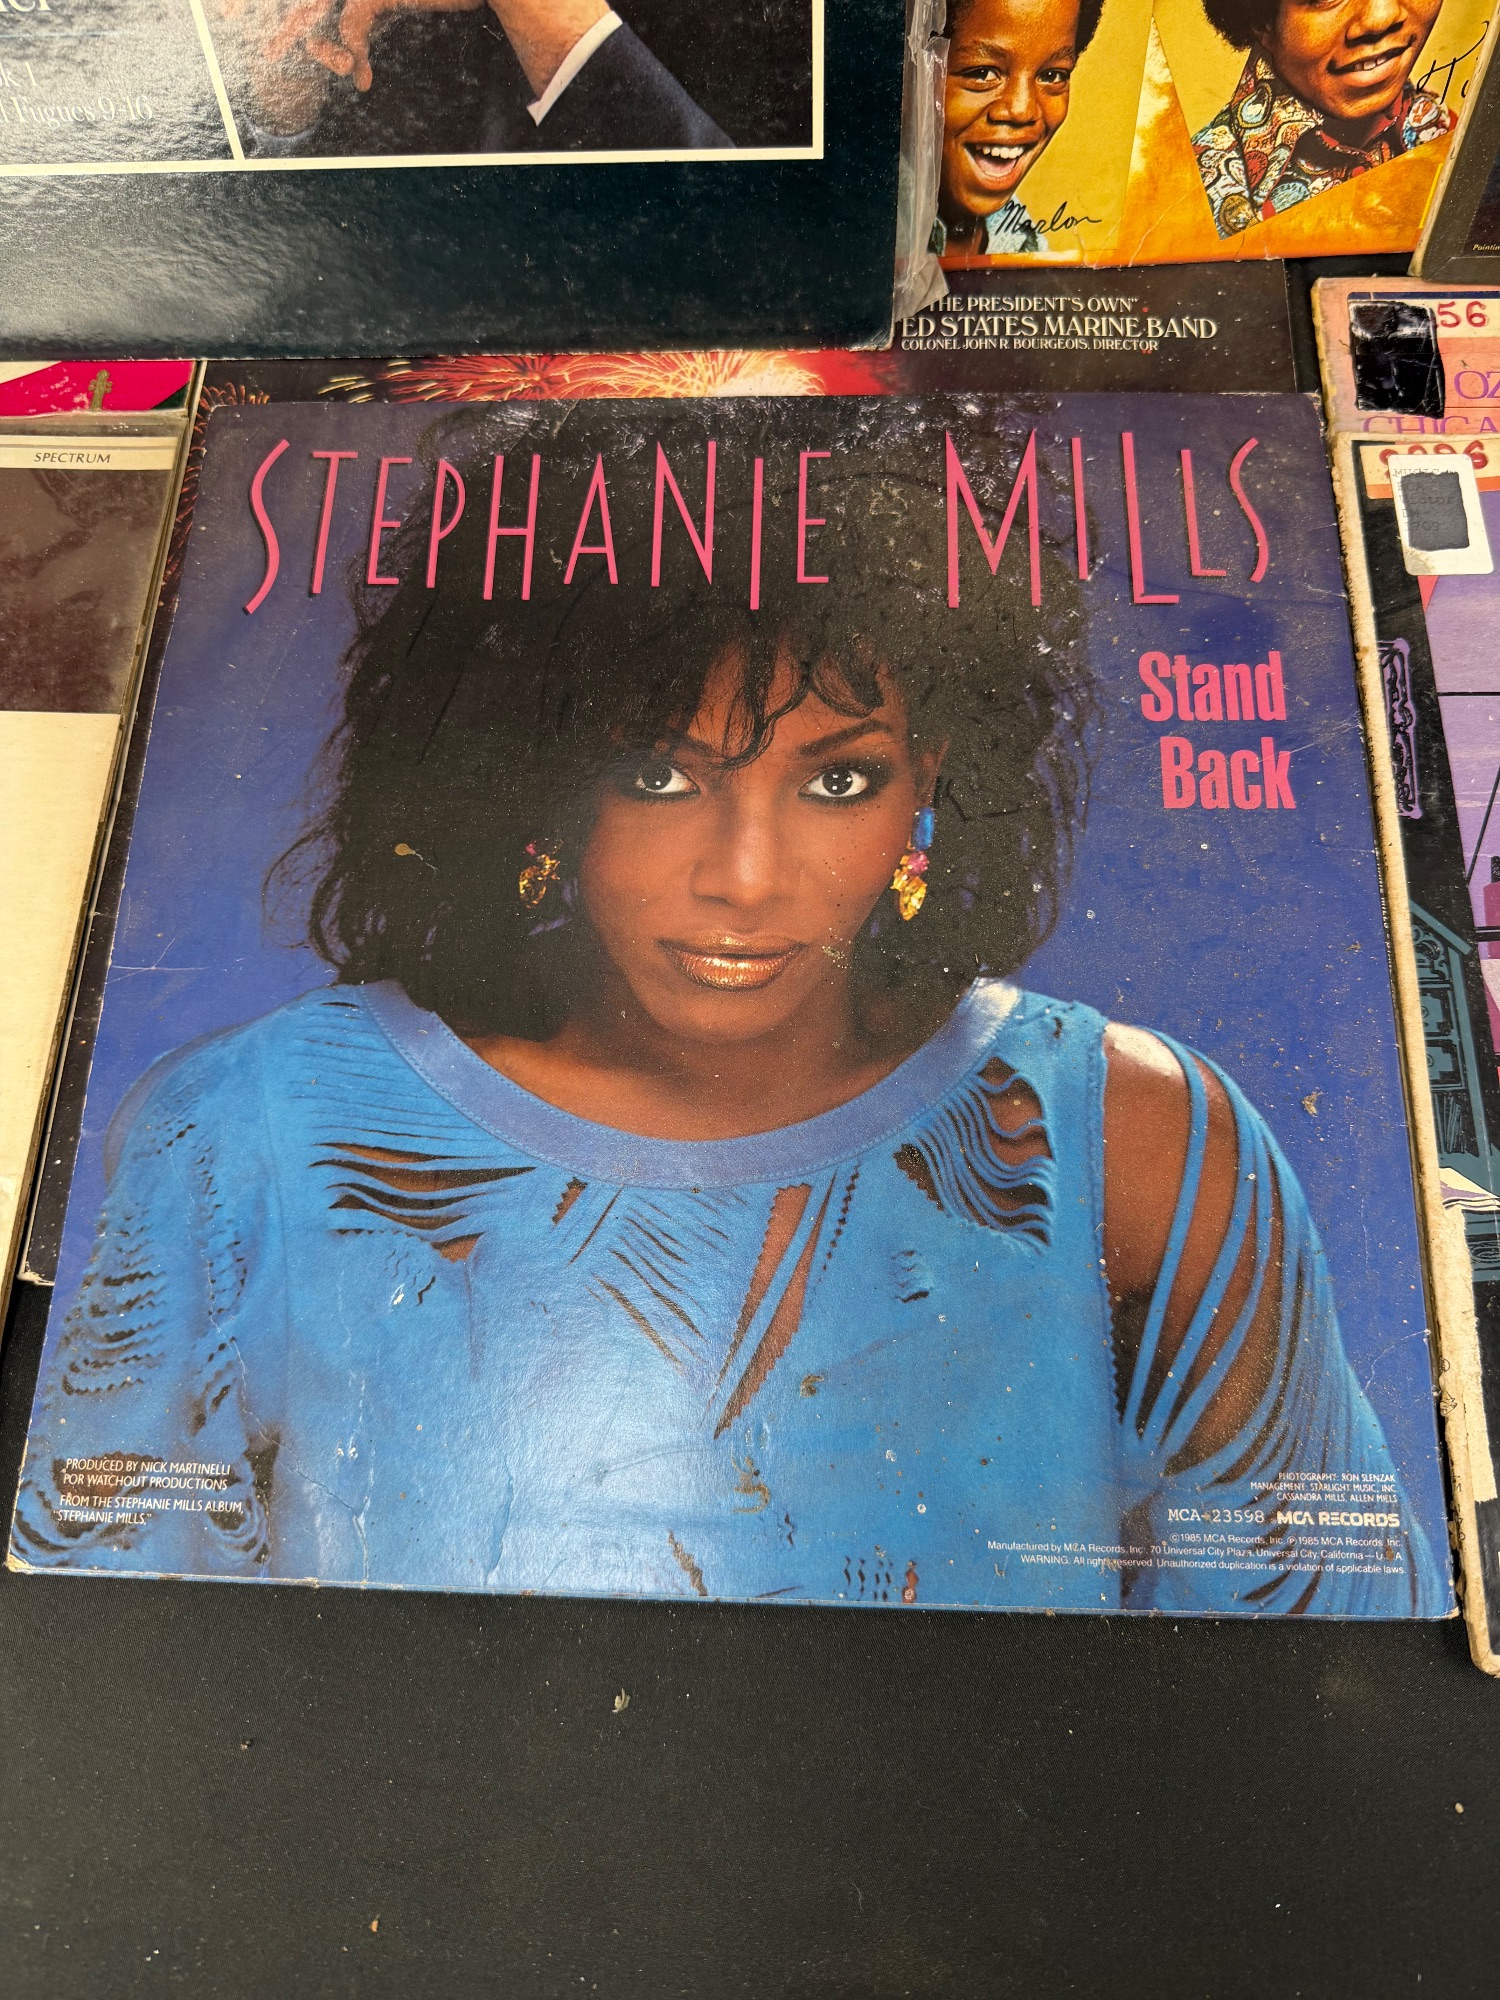 k 1
Fugues 9-16
Marlon
"THE PRESIDENT'S OWN"
ED STATES MARINE BAND
COLONEL JOHN R. BOURGEOIS, DIRECTOR
SPECTRUM
56
OZ
CHICA
STEPHANIE MILLS
Stand
Back
PRODUCED BY NICK MARTINELLI
FOR WATCHOUT PRODUCTIONS
FROM THE STEPHANIE MILLS ALBUM,
"STEPHANIE MILLS."
PHOTOGRAPHY: RON SLENZAK
MANAGEMENT: STARLIGHT MUSIC, INC.
CASSANDRA MILLS, ALLEN MILLS
MCA-23598 MCA RECORDS
©1985 MCA Records, Inc. ℗1985 MCA Records, Inc.
Manufactured by MCA Records, Inc., 70 Universal City Plaza, Universal City, California—U.S.A.
WARNING: All rights reserved. Unauthorized duplication is a violation of applicable laws.